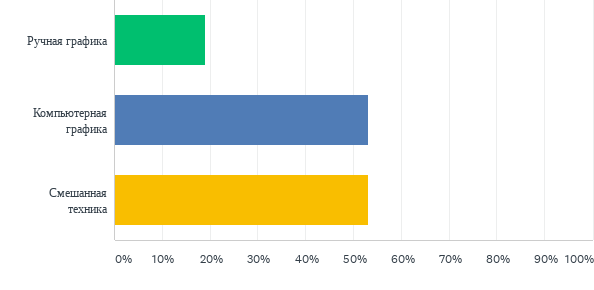 Ручная графика
Компьютерная
графика
Смешанная
техника
0% 10% 20% 30% 40% 50% 60% 70% 80% 90% 100%